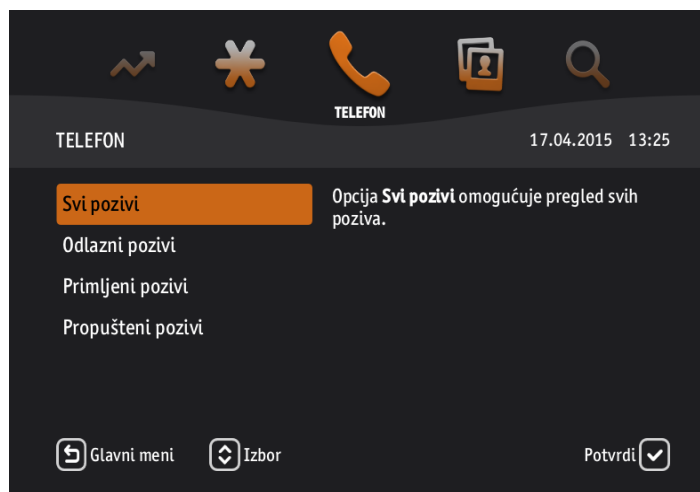 TELEFON
TELEFON
17.04.2015 13:25
Svi pozivi
Odlazni pozivi
Primljeni pozivi
Propušteni pozivi
Opcija Svi pozivi omogućuje pregled svih
poziva.
Glavni meni
Izbor
Potvrdi